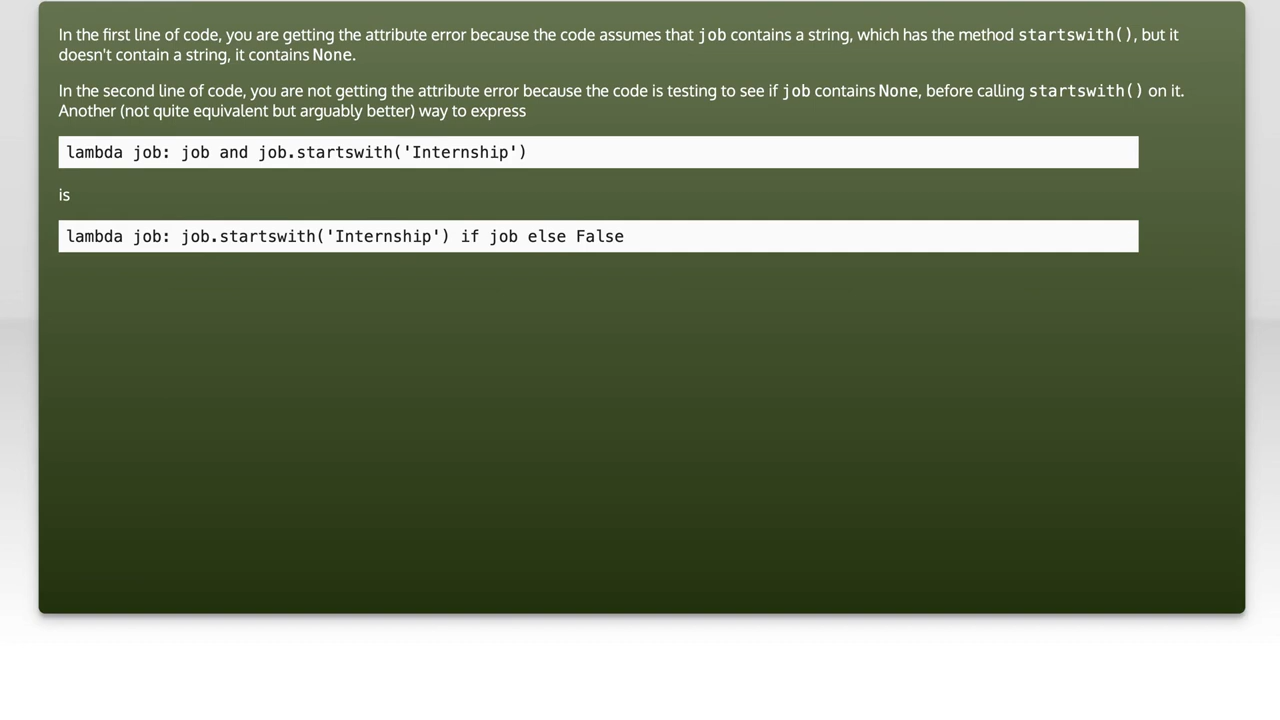 In the first line of code, you are getting the attribute error because the code assumes that job contains a string, which has the method startswith(), but it
doesn't contain a string, it contains None.
In the second line of code, you are not getting the attribute error because the code is testing to see if job contains None, before calling startswith() on it.
Another (not quite equivalent but arguably better) way to express
lambda job: job and job.startswith('Internship')
is
lambda job: job.startswith('Internship') if job else False